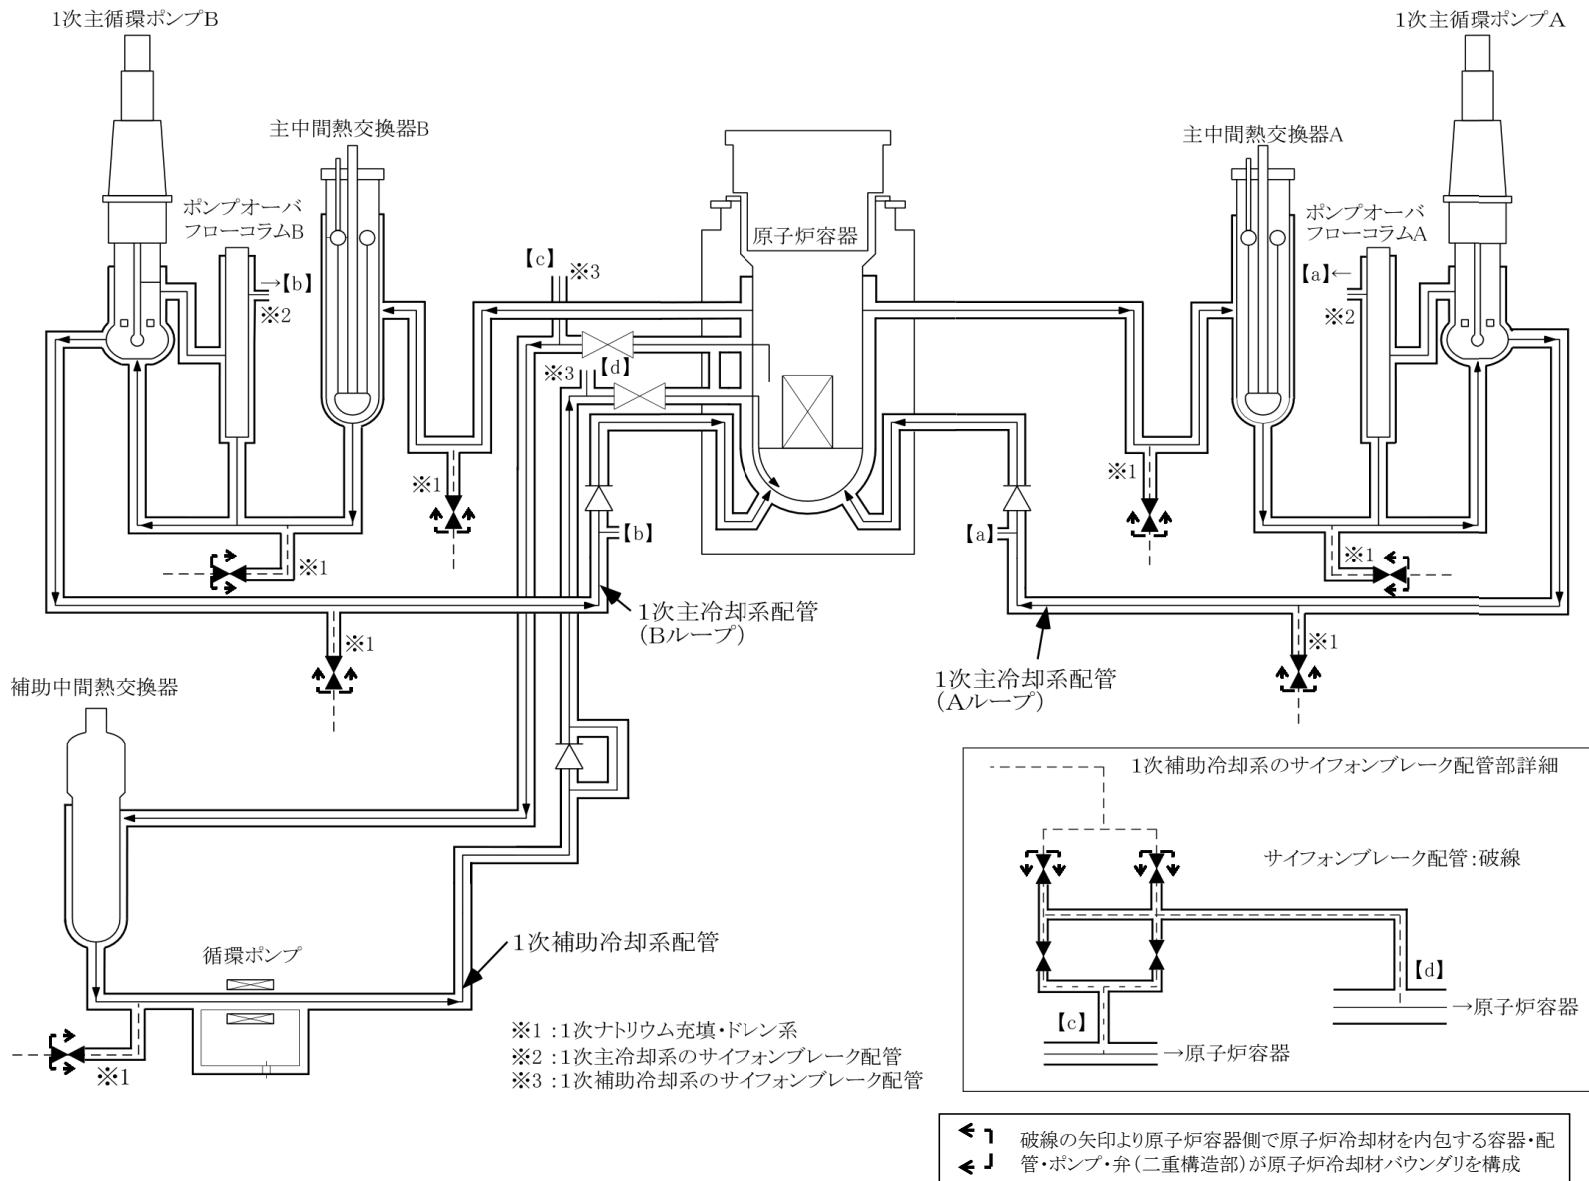 1次主循環ポンプB
1次主循環ポンプA
主中間熱交換器B
主中間熱交換器A
ポンプオーバ
フローコラムB
原子炉容器
ポンプオーバ
フローコラムA
【c】
※3
→【b】
※2
【a】←
※2
【d】
※3
※1
※1
【b】
【a】
※1
※1
1次主冷却系配管
(Bループ)
※1
※1
1次主冷却系配管
(Aループ)
補助中間熱交換器
1次補助冷却系のサイフォンブレーク配管部詳細
サイフォンブレーク配管:破線
1次補助冷却系配管
循環ポンプ
【d】
→原子炉容器
【c】
→原子炉容器
※1
※1:1次ナトリウム充填・ドレン系
※2:1次主冷却系のサイフォンブレーク配管
※3:1次補助冷却系のサイフォンブレーク配管
破線の矢印より原子炉容器側で原子炉冷却材を内包する容器・配
管・ポンプ・弁(二重構造部)が原子炉冷却材バウンダリを構成